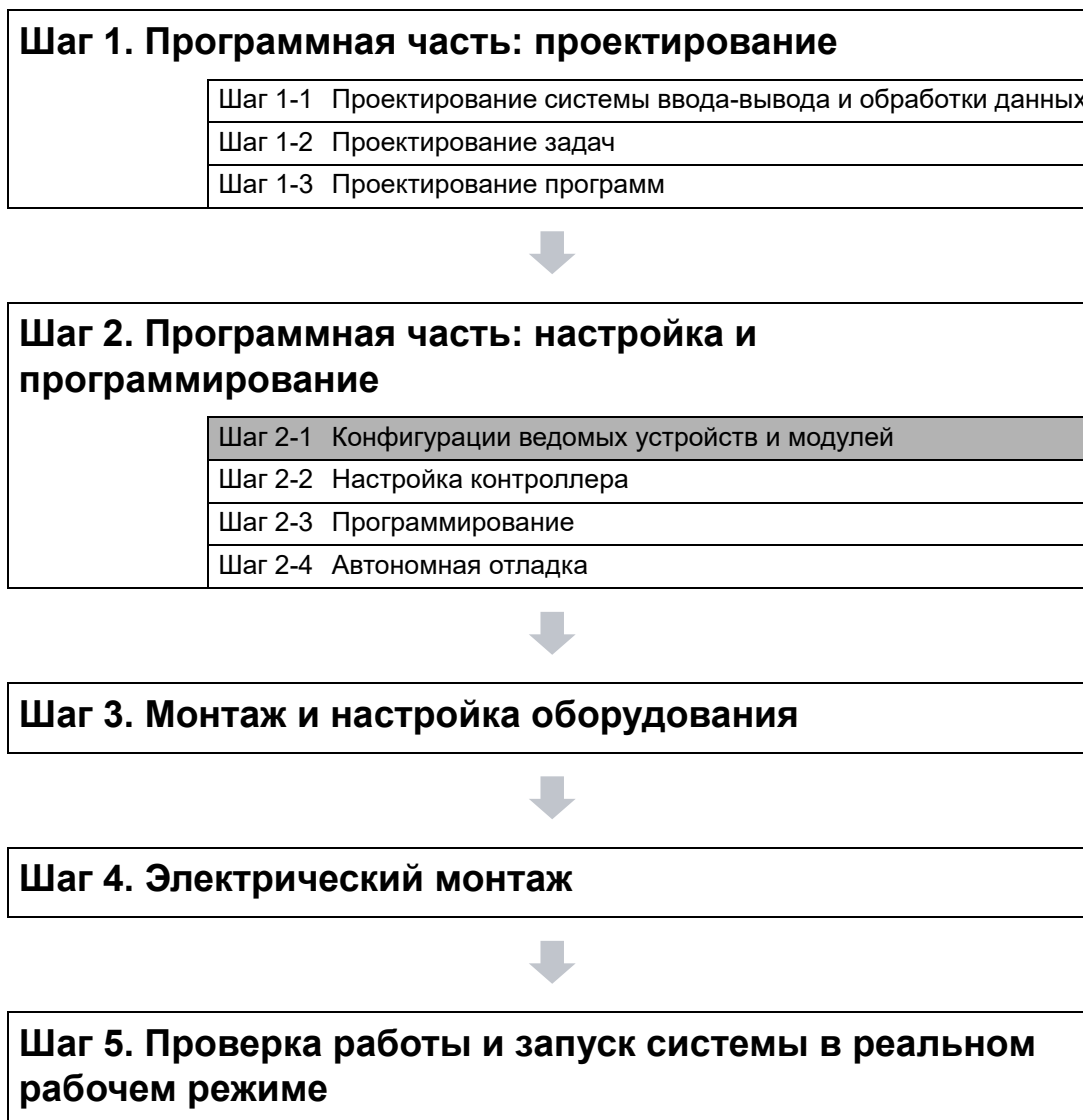 Шаг 1. Программная часть: проектирование
Шаг 1-1 Проектирование системы ввода-вывода и обработки данных
Шаг 1-2 Проектирование задач
Шаг 1-3 Проектирование программ
Шаг 2. Программная часть: настройка и
программирование
Шаг 2-1 Конфигурации ведомых устройств и модулей
Шаг 2-2 Настройка контроллера
Шаг 2-3 Программирование
Шаг 2-4 Автономная отладка
Шаг 3. Монтаж и настройка оборудования
Шаг 4. Электрический монтаж
Шаг 5. Проверка работы и запуск системы в реальном
рабочем режиме